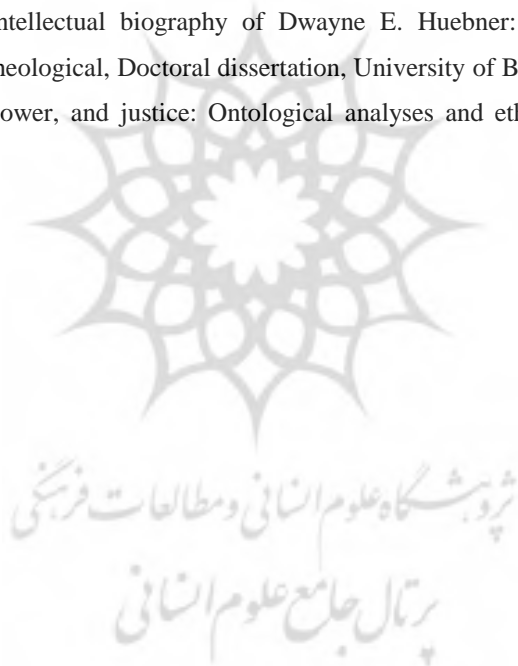 ntellectual biography of Dwayne E. Huebner:
neological, Doctoral dissertation, University of B
ower, and justice: Ontological analyses and etl
پژوهشگاه علوم انسانی و مطالعات فرهنگی
پرتال جامع علوم انسانی